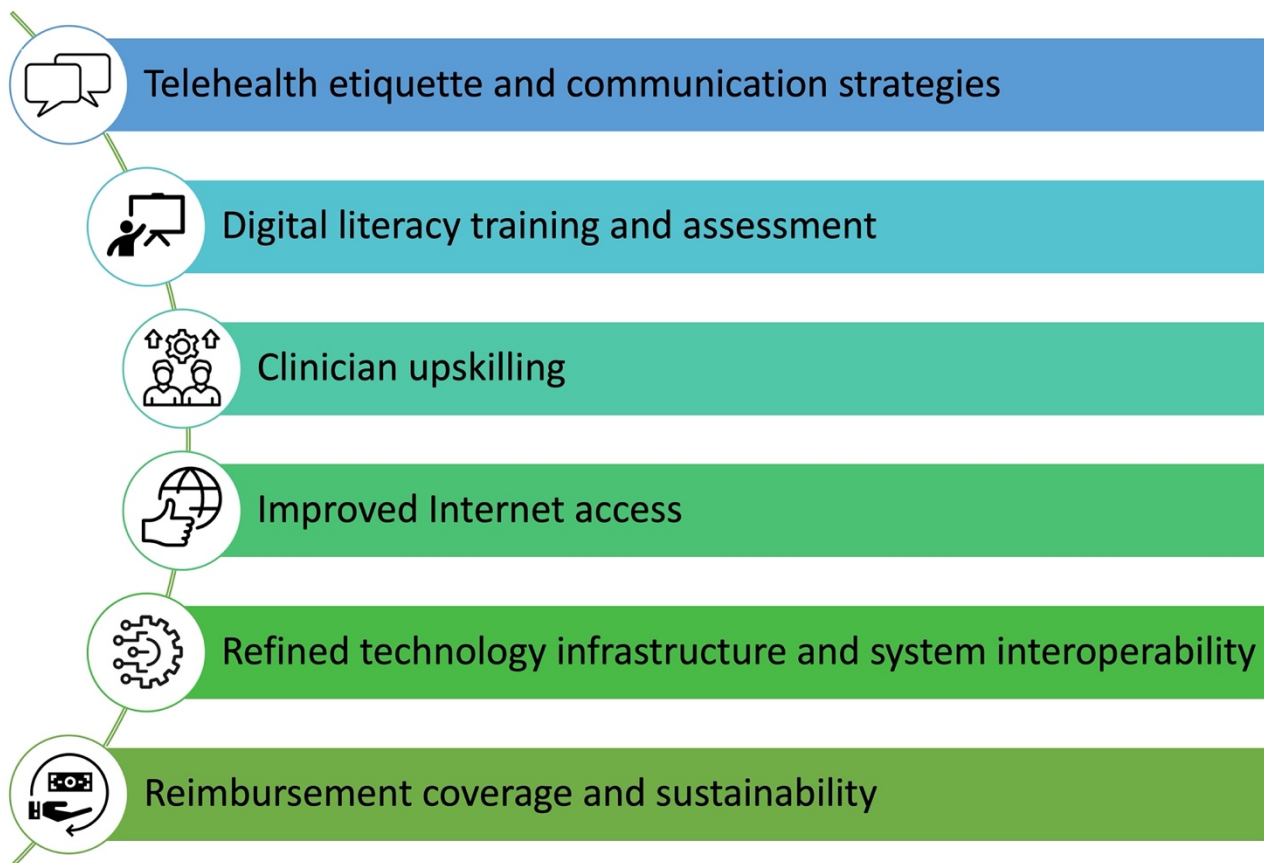 Telehealth etiquette and communication strategies
Digital literacy training and assessment
Clinician upskilling
Improved Internet access
Refined technology infrastructure and system interoperability
Reimbursement coverage and sustainability